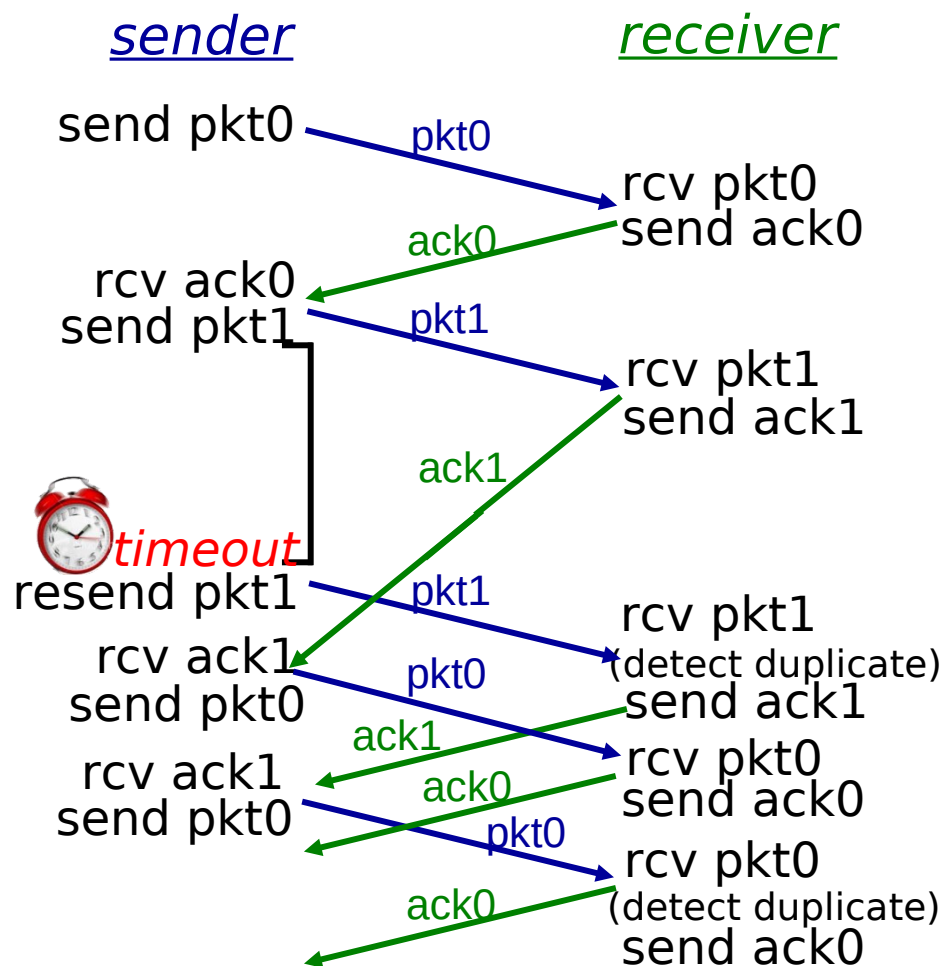 sender
receiver
send pkt0
pkt0
rcv pkt0
send ack0
ack0
rcv ack0
send pkt1
pkt1
rcv pkt1
send ack1
ack1
timeout
resend pkt1
pkt1
rcv pkt1
(detect duplicate)
send ack1
rcv ack1
send pkt0
pkt0
ack1
rcv pkt0
send ack0
rcv ack1
send pkt0
ack0
pkt0
rcv pkt0
(detect duplicate)
send ack0
ack0